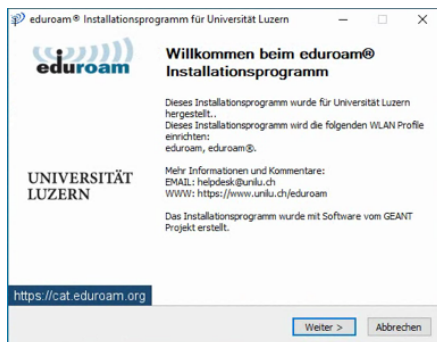 eduroam® Installationsprogramm für Universität Luzern
eduroam
Willkommen beim eduroam®
Installationsprogramm
Dieses Installationsprogramm wurde für Universität Luzern
hergestellt..
Dieses Installationsprogramm wird die folgenden WLAN Profile
einrichten:
eduroam, eduroam®.
UNIVERSITÄT
LUZERN
Mehr Informationen und Kommentare:
EMAIL: helpdesk@unilu.ch
WWW: https://www.unilu.ch/eduroam
Das Installationsprogramm wurde mit Software vom GEANT
Projekt erstellt.
https://cat.eduroam.org
Weiter >
Abbrechen